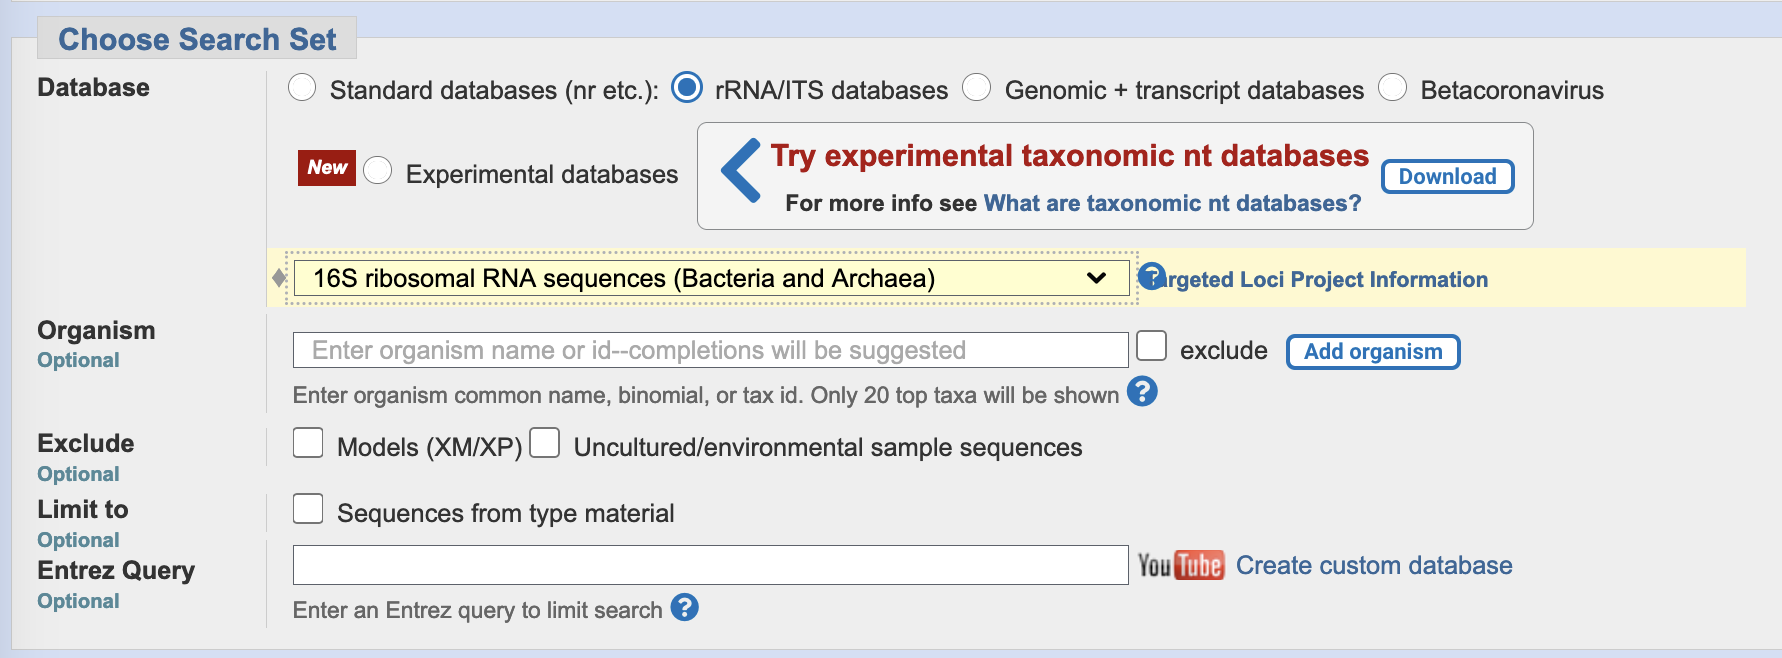 Choose Search Set
Database
Standard databases (nr etc.): rRNA/ITS databases Genomic + transcript databases Betacoronavirus
New Experimental databases
Try experimental taxonomic nt databases
Download
For more info see What are taxonomic nt databases?
16S ribosomal RNA sequences (Bacteria and Archaea) ? argeted Loci Project Information
Organism
Optional
Enter organism name or id--completions will be suggested exclude Add organism
Enter organism common name, binomial, or tax id. Only 20 top taxa will be shown ?
Exclude
Optional
Models (XM/XP) Uncultured/environmental sample sequences
Limit to
Optional
Sequences from type material
Entrez Query
Optional
YouTube Create custom database
Enter an Entrez query to limit search ?